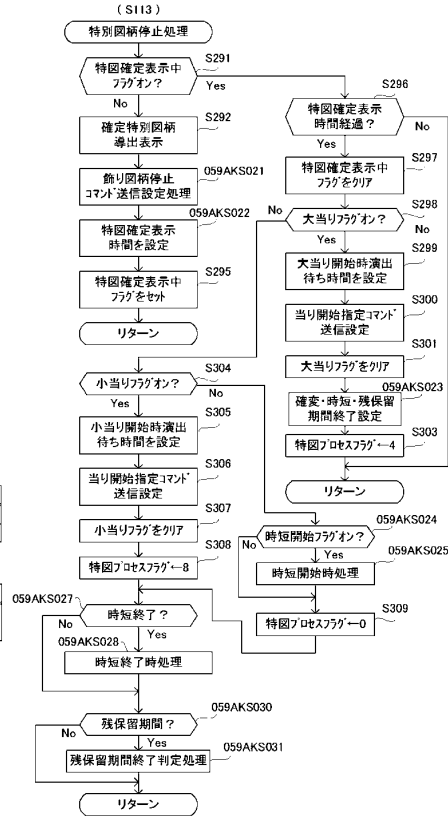 (S113)
特別図柄停止処理
S291
特図確定表示中
フラグオン?
Yes
No
S292
確定特別図柄
導出表示
059AKS021
飾り図柄停止
コマンド送信設定処理
059AKS022
特図確定表示
時間を設定
S295
特図確定表示中
フラグをセット
リターン
S296
特図確定表示
時間経過?
No
Yes
S297
特図確定表示中
フラグをクリア
S298
大当りフラグオン?
No
No
Yes
S299
大当り開始時演出
待ち時間を設定
S300
当り開始指定コマンド
送信設定
S301
大当りフラグをクリア
059AKS023
確変・時短・残保留
期間終了設定
S303
特図プロセスフラグ←4
リターン
S304
小当りフラグオン?
No
Yes
S305
小当り開始時演出
待ち時間を設定
S306
当り開始指定コマンド
送信設定
S307
小当りフラグをクリア
S308
特図プロセスフラグ←8
059AKS024
時短開始フラグオン?
No
Yes
059AKS025
時短開始時処理
S309
特図プロセスフラグ←0
059AKS027
時短終了?
No
Yes
059AKS028
時短終了時処理
059AKS030
残保留期間?
No
Yes
059AKS031
残保留期間終了判定処理
リターン